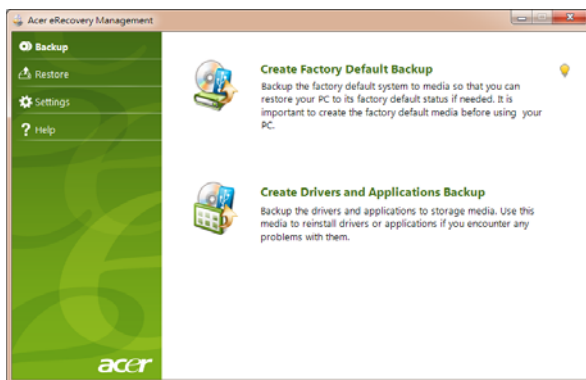 Acer eRecovery Management
Backup
Restore
Settings
Help
Create Factory Default Backup
Backup the factory default system to media so that you can
restore your PC to its factory default status if needed. It is
important to create the factory default media before using your
PC.
Create Drivers and Applications Backup
Backup the drivers and applications to storage media. Use this
media to reinstall drivers or applications if you encounter any
problems with them.
acer